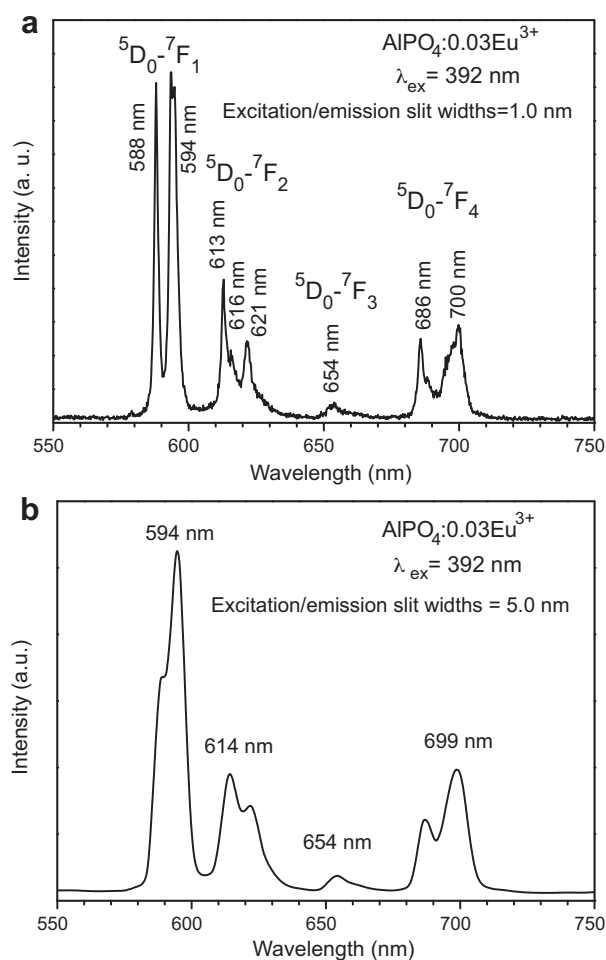 a
⁵D₀-⁷F₁
AlPO₄:0.03Eu³⁺
λₑₓ= 392 nm
Excitation/emission slit widths=1.0 nm
588 nm
594 nm
⁵D₀-⁷F₂
⁵D₀-⁷F₄
613 nm
616 nm
621 nm
⁵D₀-⁷F₃
654 nm
686 nm
700 nm
Intensity (a. u.)
550 600 650 700 750
Wavelength (nm)
b
594 nm
AlPO₄:0.03Eu³⁺
λ ₑₓ= 392 nm
Excitation/emission slit widths = 5.0 nm
614 nm
699 nm
654 nm
Intensity (a.u.)
550 600 650 700 750
Wavelength (nm)